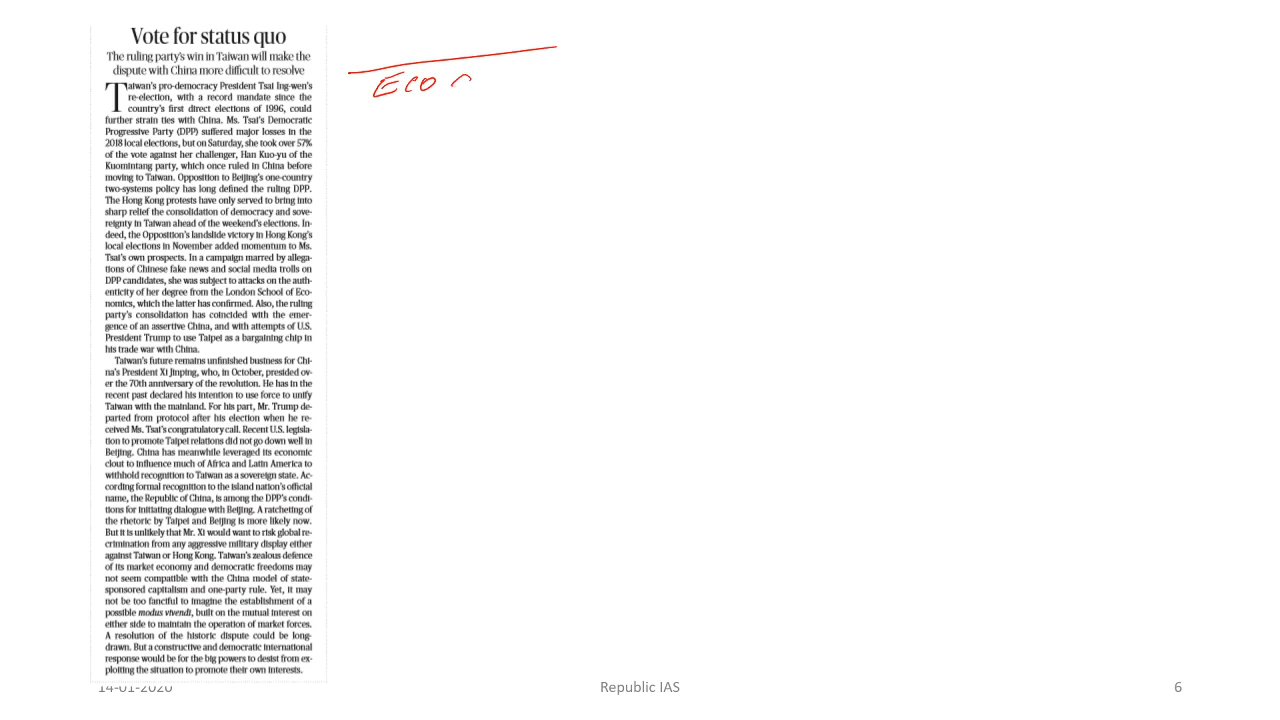 Vote for status quo
The ruling party's win in Taiwan will make the
dispute with China more difficult to resolve
Taiwan's pro-democracy President Tsai Ing-wen's
re-election, with a record mandate since the
country's first direct elections of 1996, could
further strain ties with China. Ms. Tsai's Democratic
Progressive Party (DPP) suffered major losses in the
2018 local elections, but on Saturday, she took over 57%
of the vote against her challenger, Han Kuo-yu of the
Kuomintang party, which once ruled in China before
moving to Taiwan. Opposition to Beijing's one-country
two-systems policy has long defined the ruling DPP.
The Hong Kong protests have only served to bring into
sharp relief the consolidation of democracy and sove-
reignty in Taiwan ahead of the weekend's elections. In-
deed, the Opposition's landslide victory in Hong Kong's
local elections in November added momentum to Ms.
Tsai's own prospects. In a campaign marred by allega-
tions of Chinese fake news and social media trolls on
DPP candidates, she was subject to attacks on the auth-
enticity of her degree from the London School of Eco-
nomics, which the latter has confirmed. Also, the ruling
party's consolidation has coincided with the emer-
gence of an assertive China, and with attempts of U.S.
President Trump to use Taipei as a bargaining chip in
his trade war with China.
Taiwan's future remains unfinished business for Chi-
na's President Xi Jinping, who, in October, presided ov-
er the 70th anniversary of the revolution. He has in the
recent past declared his intention to use force to unify
Taiwan with the mainland. For his part, Mr. Trump de-
parted from protocol after his election when he re-
ceived Ms. Tsai's congratulatory call. Recent U.S. legisla-
tion to promote Taipei relations did not go down well in
Beijing. China has meanwhile leveraged its economic
clout to influence much of Africa and Latin America to
withhold recognition to Taiwan as a sovereign state. Ac-
cording formal recognition to the island nation's official
name, the Republic of China, is among the DPP's condi-
tions for initiating dialogue with Beijing. A ratcheting of
the rhetoric by Taipei and Beijing is more likely now.
But it is unlikely that Mr. Xi would want to risk global re-
crimination from any aggressive military display either
against Taiwan or Hong Kong. Taiwan's zealous defence
of its market economy and democratic freedoms may
not seem compatible with the China model of state-
sponsored capitalism and one-party rule. Yet, it may
not be too fanciful to imagine the establishment of a
possible modus vivendi, built on the mutual interest on
either side to maintain the operation of market forces.
A resolution of the historic dispute could be long-
drawn. But a constructive and democratic international
response would be for the big powers to desist from ex-
ploiting the situation to promote their own interests.
Eco
14-01-2020
Republic IAS
6